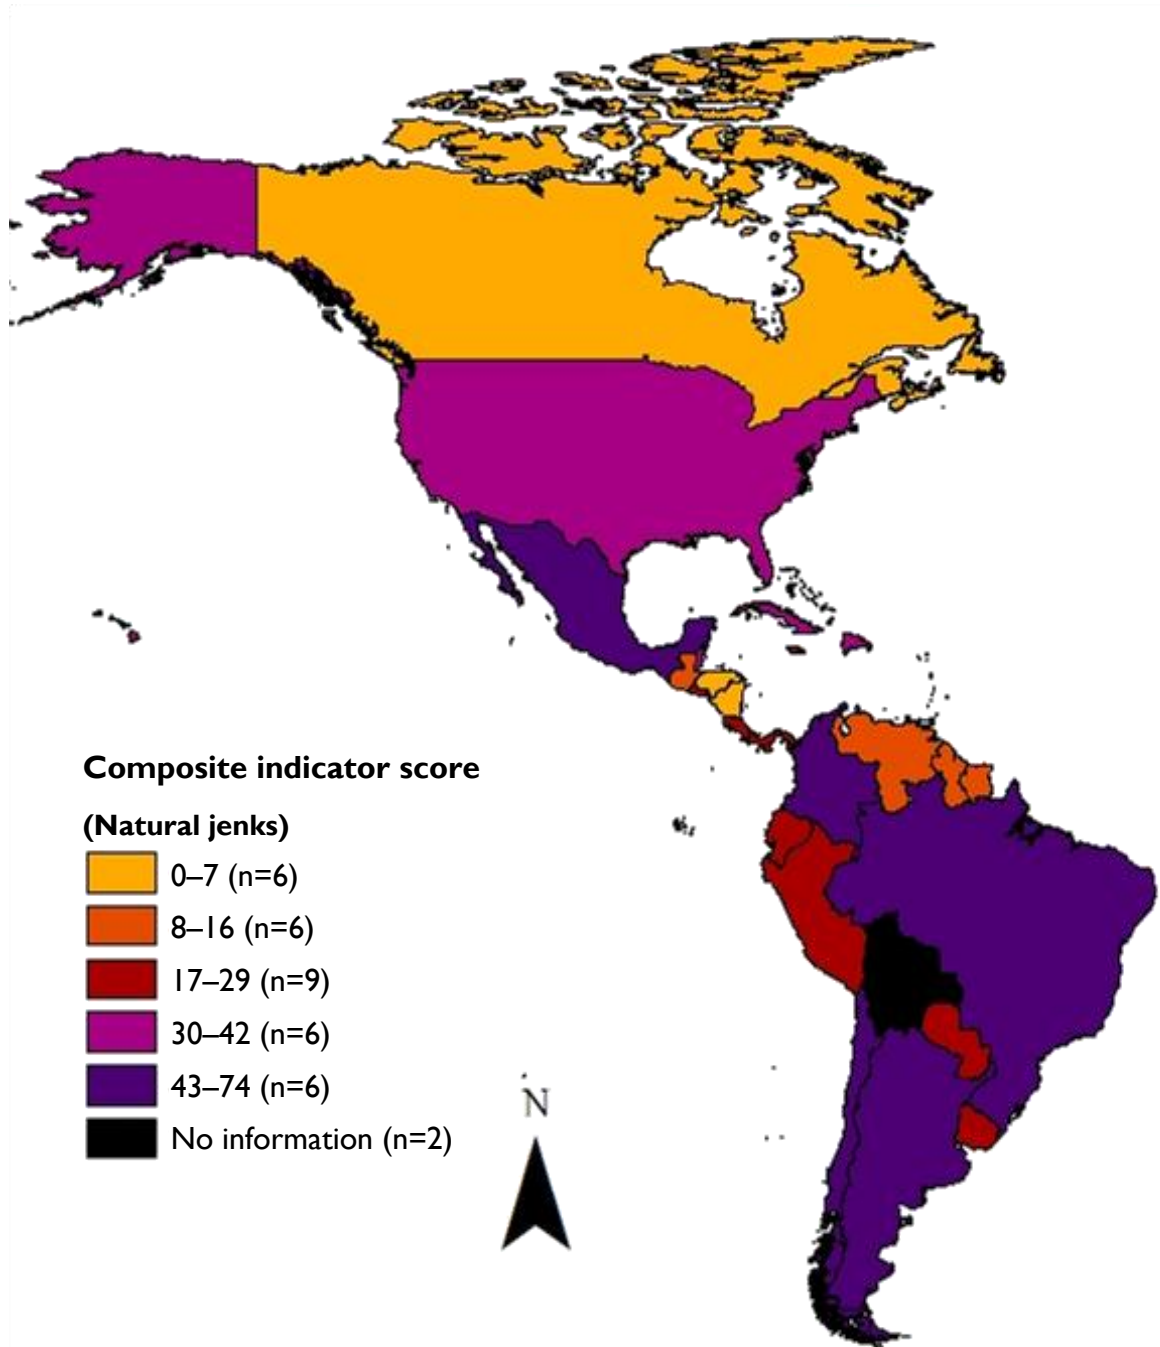 Composite indicator score
(Natural jenks)
0–7 (n=6)
8–16 (n=6)
17–29 (n=9)
30–42 (n=6)
43–74 (n=6)
No information (n=2)
N